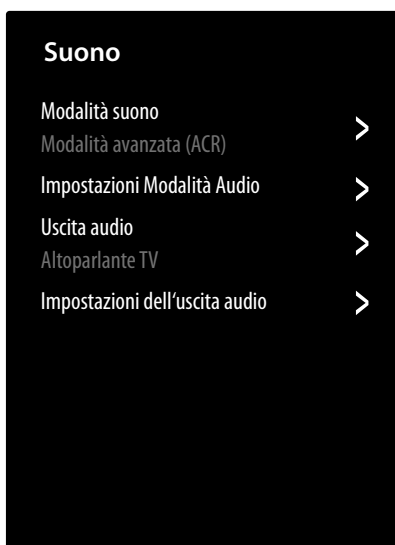 Suono
Modalità suono
Modalità avanzata (ACR)
Impostazioni Modalità Audio
Uscita audio
Altoparlante TV
Impostazioni dell‘uscita audio